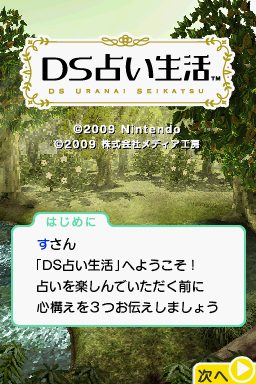 DS占い生活™
DS URANAI SEIKATSU
©2009 Nintendo
©2009 株式会社メディア工房
はじめに
すさん
「DS占い生活」へようこそ！
占いを楽しんでいただく前に
心構えを3つお伝えしましょう
次へ